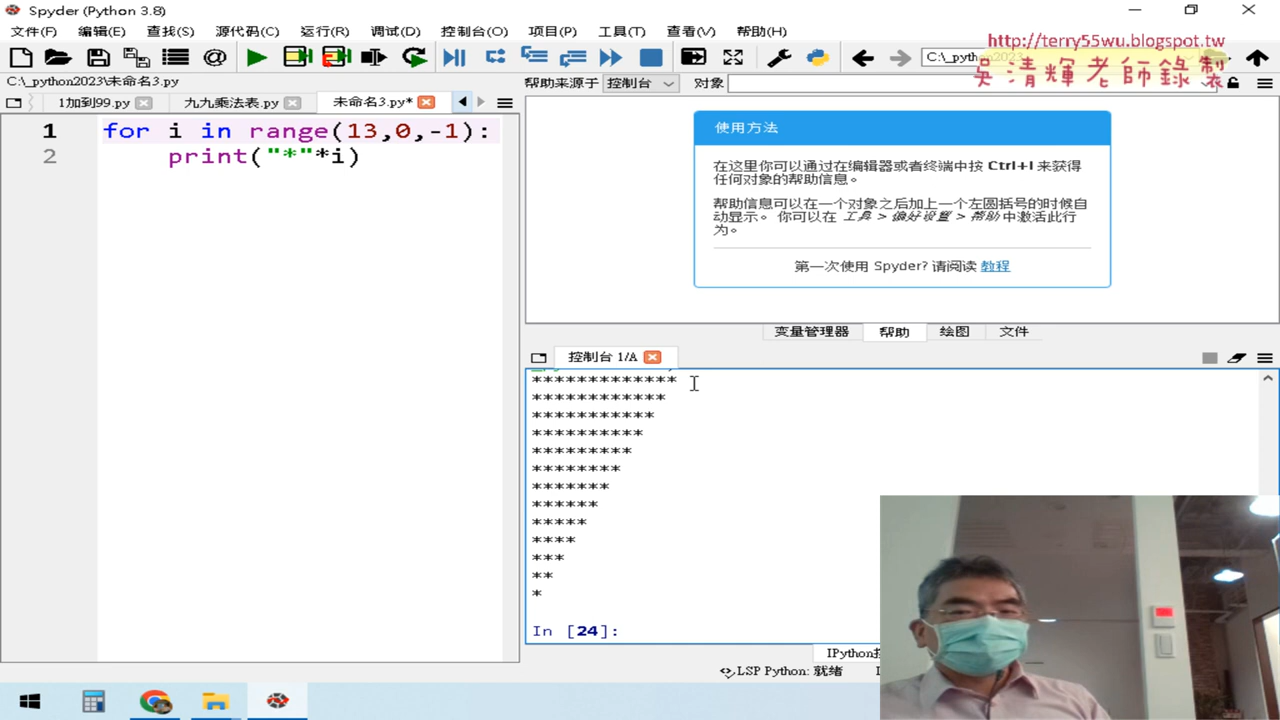 Spyder (Python 3.8)
文件(F) 编辑(E) 查找(S) 源代码(C) 运行(R) 调试(D) 控制台(O) 项目(P) 工具(T) 查看(V) 帮助(H)
http://terry55wu.blogspot.tw
C:\_python2023
吳清輝老師錄製
C:\_python2023\未命名3.py
帮助来源于 控制台 对象
1加到99.py 九九乘法表.py 未命名3.py*
1 for i in range(13,0,-1):
2 print("*"*i)
使用方法
在这里你可以通过在编辑器或者终端中按 Ctrl+I 来获得
任何对象的帮助信息。
帮助信息可以在一个对象之后加上一个左圆括号的时候自
动显示。 你可以在 工具 > 偏好设置 > 帮助 中激活此行
为。
第一次使用 Spyder? 请阅读 教程
变量管理器 帮助 绘图 文件
控制台 1/A
*************
************
***********
**********
*********
********
*******
******
*****
****
***
**
*
In [24]:
LSP Python: 就绪